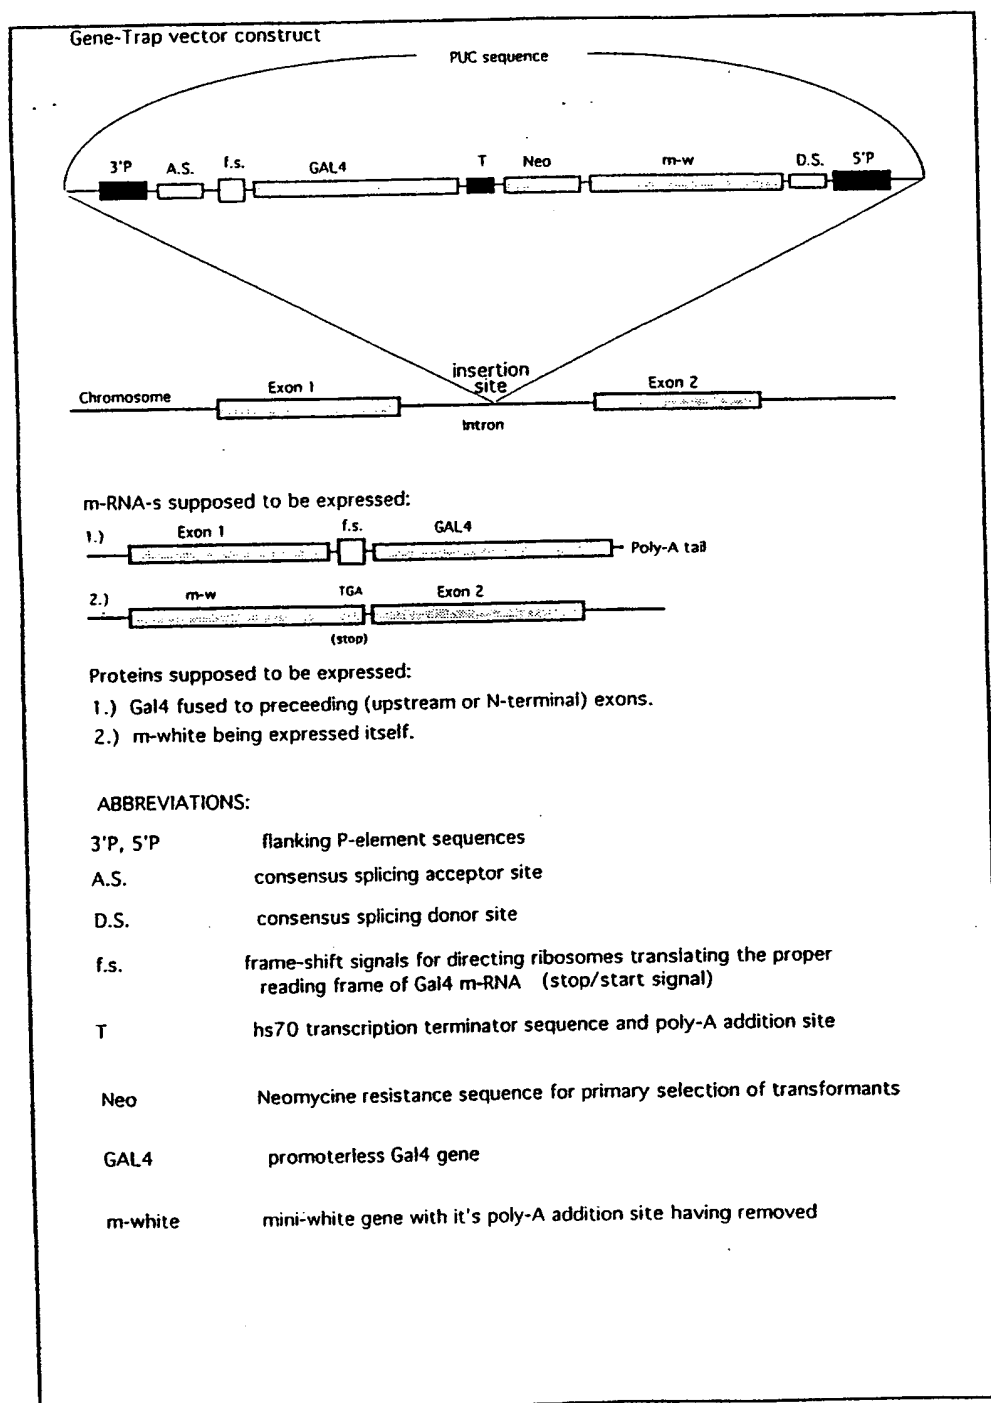 Gene-Trap vector construct
PUC sequence
3'P A.S. f.s. GAL4 T Neo m-w D.S. 5'P
insertion
site
Chromosome Exon 1 Exon 2
Intron
m-RNA-s supposed to be expressed:
1.) Exon 1 f.s. GAL4 Poly-A tail
2.) m-w TGA Exon 2
(stop)
Proteins supposed to be expressed:
1.) Gal4 fused to preceeding (upstream or N-terminal) exons.
2.) m-white being expressed itself.
ABBREVIATIONS:
3'P, 5'P flanking P-element sequences
A.S. consensus splicing acceptor site
D.S. consensus splicing donor site
f.s. frame-shift signals for directing ribosomes translating the proper
reading frame of Gal4 m-RNA (stop/start signal)
T hs70 transcription terminator sequence and poly-A addition site
Neo Neomycine resistance sequence for primary selection of transformants
GAL4 promoterless Gal4 gene
m-white mini-white gene with it's poly-A addition site having removed